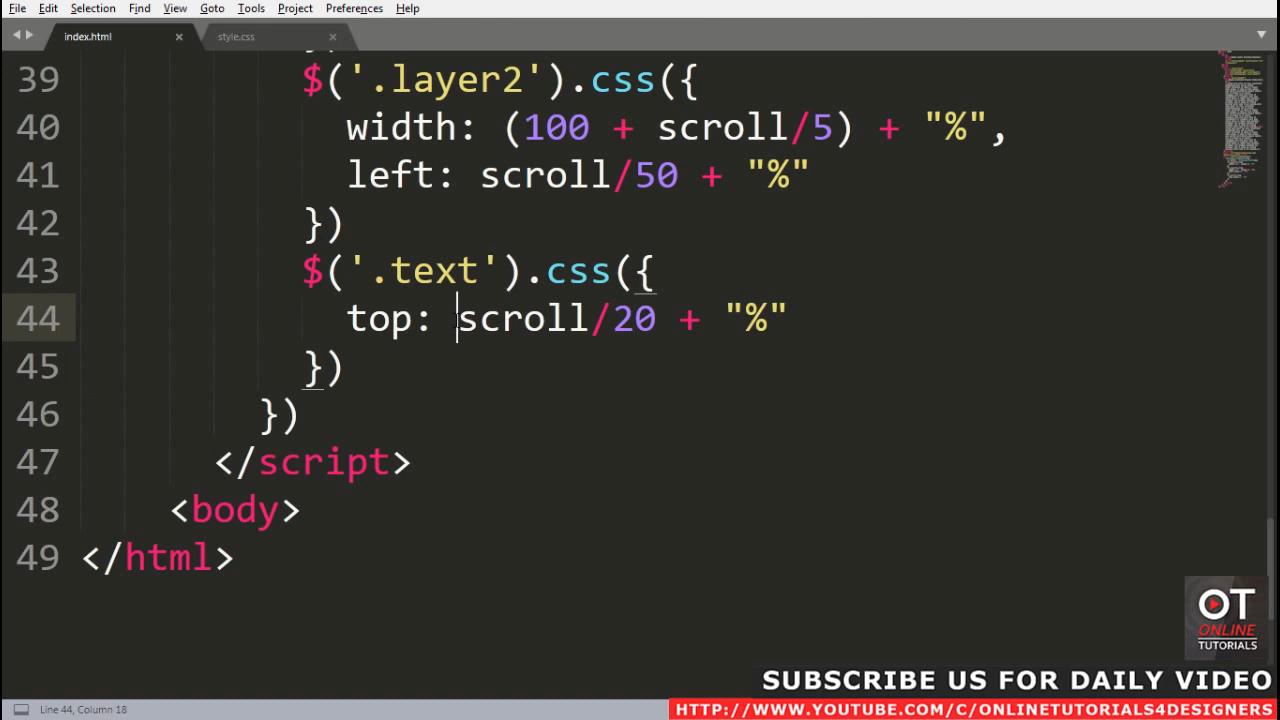 File Edit Selection Find View Goto Tools Project Preferences Help
index.html × style.css ×
39 $('.layer2').css({
40 width: (100 + scroll/5) + "%",
41 left: scroll/50 + "%"
42 })
43 $('.text').css({
44 top: scroll/20 + "%"
45 })
46 })
47 </script>
48 <body>
49 </html>
OT
ONLINE
TUTORIALS
SUBSCRIBE US FOR DAILY VIDEO
Line 44, Column 18
HTTP://WWW.YOUTUBE.COM/C/ONLINETUTORIALS4DESIGNERS